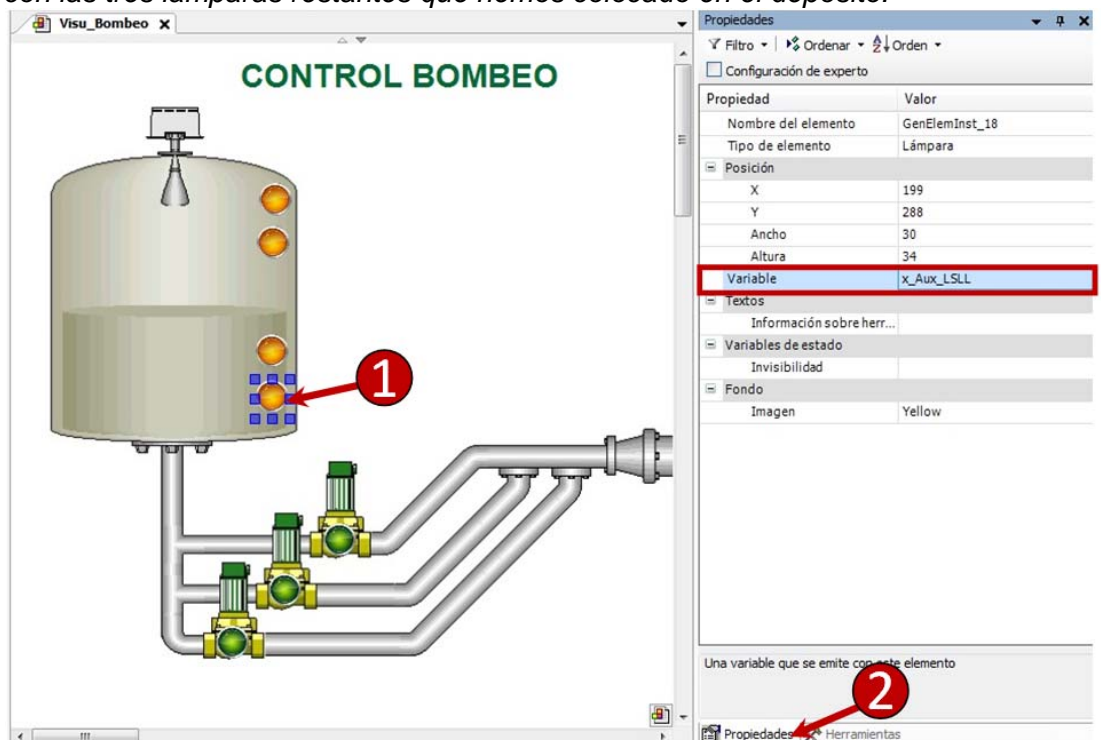 con las tres lámparas restantes que hemos colocado en el depósito.
Visu_Bombeo X
CONTROL BOMBEO
1
Propiedades
Filtro Ordenar Orden
Configuración de experto
Propiedad Valor
Nombre del elemento GenElemInst_18
Tipo de elemento Lámpara
Posición
X 199
Y 288
Ancho 30
Altura 34
Variable x_Aux_LSLL
Textos
Información sobre herr...
Variables de estado
Invisibilidad
Fondo
Imagen Yellow
Una variable que se emite con este elemento
2
Propiedades Herramientas